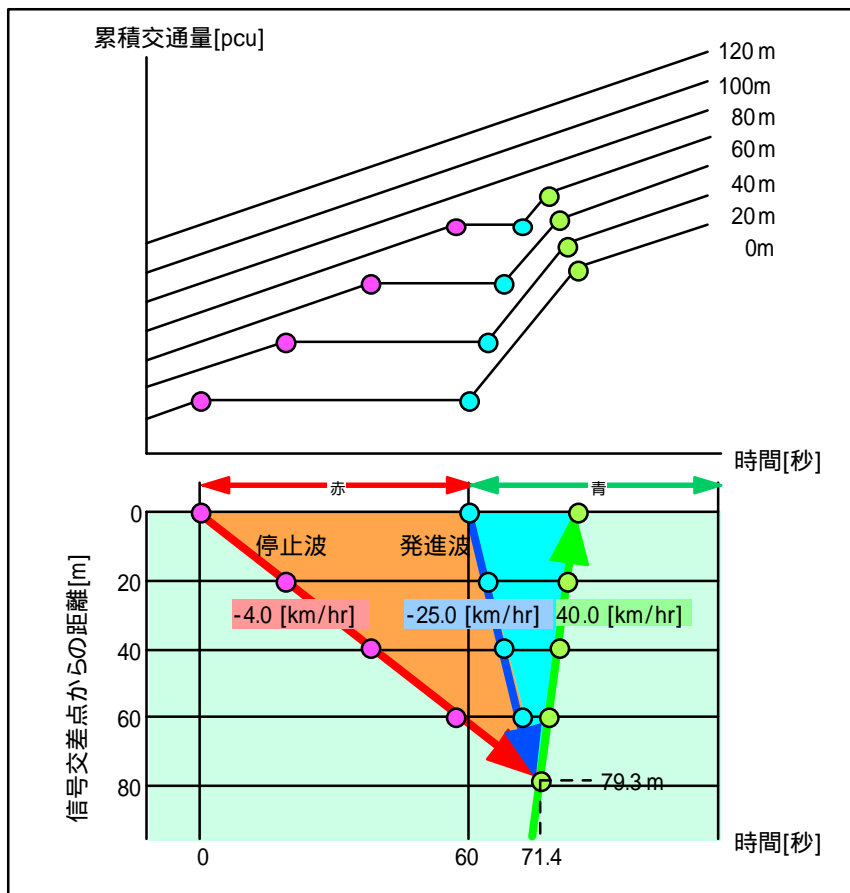 累積交通量[pcu]
120 m
100m
80 m
60 m
40 m
20 m
0m
時間[秒]
赤
青
0
停止波
発進波
20
-4.0 [km/hr]
-25.0 [km/hr]
40.0 [km/hr]
40
60
80
79.3 m
信号交差点からの距離[m]
時間[秒]
0
60
71.4